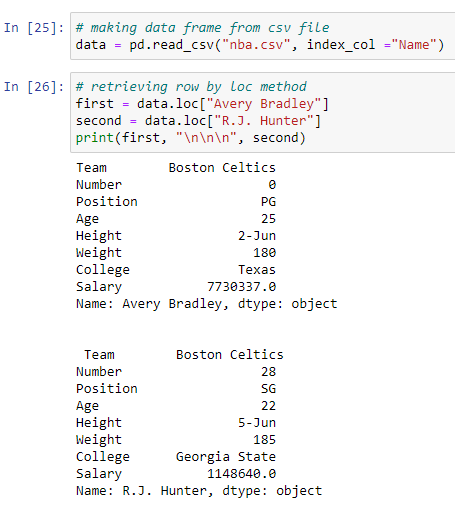 In [25]: # making data frame from csv file
data = pd.read_csv("nba.csv", index_col ="Name")
In [26]: # retrieving row by loc method
first = data.loc["Avery Bradley"]
second = data.loc["R.J. Hunter"]
print(first, "\n\n\n", second)
Team Boston Celtics
Number 0
Position PG
Age 25
Height 2-Jun
Weight 180
College Texas
Salary 7730337.0
Name: Avery Bradley, dtype: object
Team Boston Celtics
Number 28
Position SG
Age 22
Height 5-Jun
Weight 185
College Georgia State
Salary 1148640.0
Name: R.J. Hunter, dtype: object